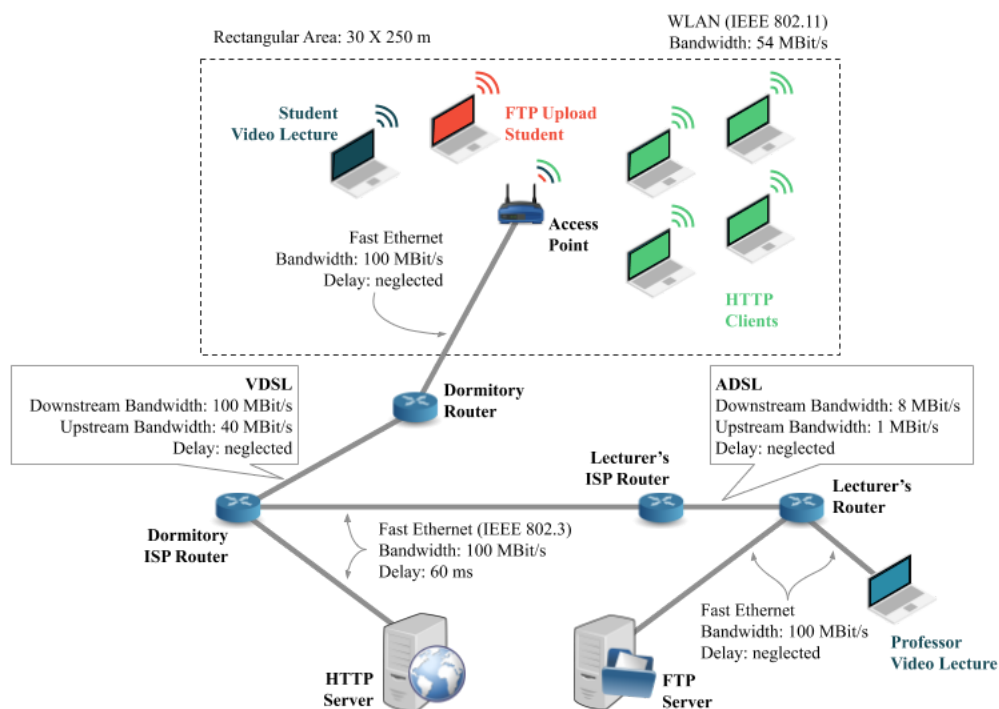 Rectangular Area: 30 X 250 m
WLAN (IEEE 802.11)
Bandwidth: 54 MBit/s
Student
Video Lecture
FTP Upload
Student
Access
Point
Fast Ethernet
Bandwidth: 100 MBit/s
Delay: neglected
HTTP
Clients
VDSL
Downstream Bandwidth: 100 MBit/s
Upstream Bandwidth: 40 MBit/s
Delay: neglected
Dormitory
Router
ADSL
Downstream Bandwidth: 8 MBit/s
Upstream Bandwidth: 1 MBit/s
Delay: neglected
Lecturer's
ISP Router
Lecturer's
Router
Dormitory
ISP Router
Fast Ethernet (IEEE 802.3)
Bandwidth: 100 MBit/s
Delay: 60 ms
Fast Ethernet
Bandwidth: 100 MBit/s
Delay: neglected
Professor
Video Lecture
HTTP
Server
FTP
Server